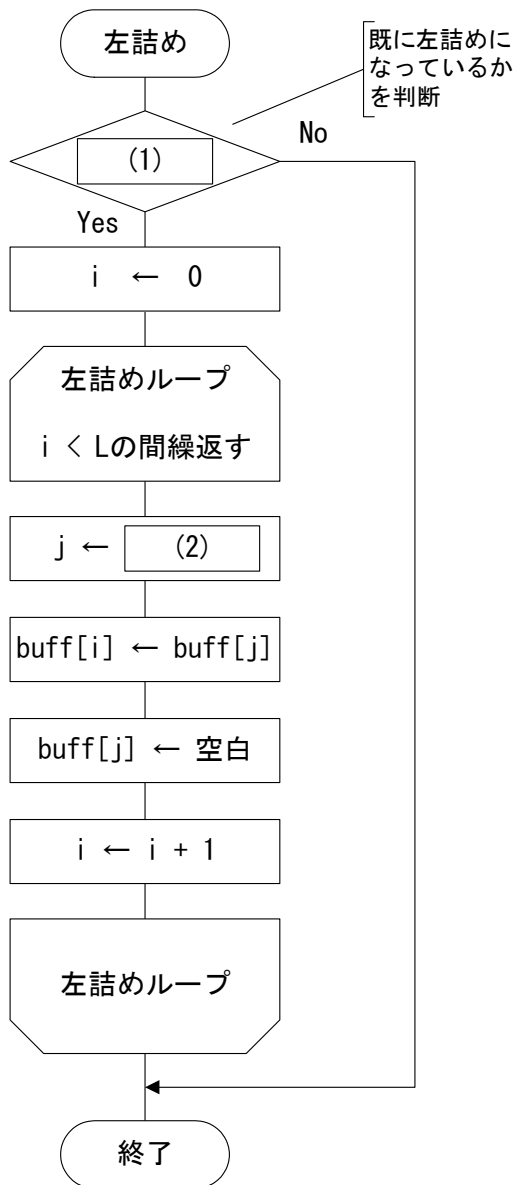 左詰め
既に左詰めに
なっているか
を判断
(1)
No
Yes
i ← 0
左詰めループ
i < Lの間繰返す
j ← (2)
buff[i] ← buff[j]
buff[j] ← 空白
i ← i + 1
左詰めループ
終了